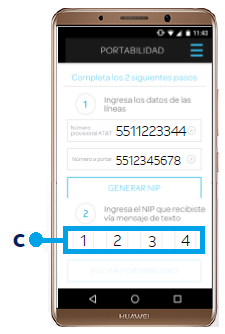 11:43
PORTABILIDAD
Completa los 2 siguientes pasos
1
Ingresa los datos de las
líneas
Número
provisional AT&T
5511223344
Número a portar
5512345678
GENERAR NIP
2
Ingresa el NIP que recibiste
vía mensaje de texto
C
1 2 3 4
INICIAR PORTABILIDAD
HUAWEI